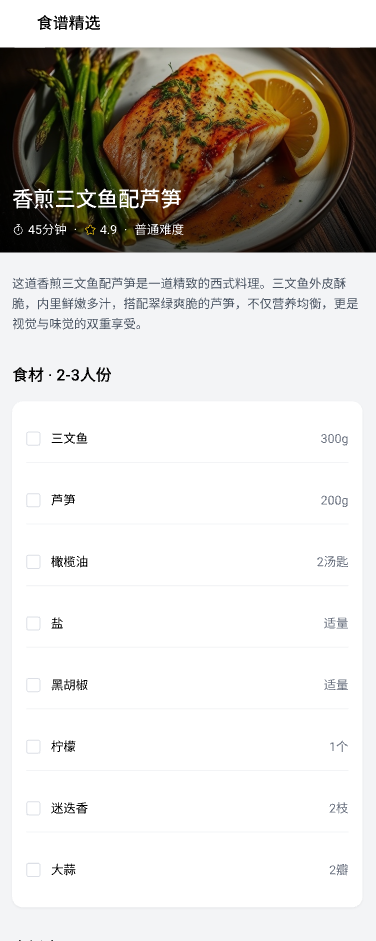 食谱精选
香煎三文鱼配芦笋
45分钟 · 4.9 · 普通难度
这道香煎三文鱼配芦笋是一道精致的西式料理。三文鱼外皮酥
脆，内里鲜嫩多汁，搭配翠绿爽脆的芦笋，不仅营养均衡，更是
视觉与味觉的双重享受。
食材 · 2-3人份
三文鱼 300g
芦笋 200g
橄榄油 2汤匙
盐 适量
黑胡椒 适量
柠檬 1个
迷迭香 2枝
大蒜 2瓣